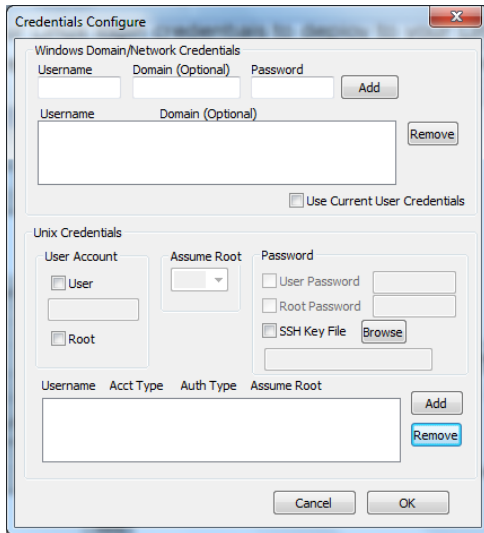 Credentials Configure
Windows Domain/Network Credentials
Username Domain (Optional) Password
Add
Username Domain (Optional)
Remove
Use Current User Credentials
Unix Credentials
User Account Assume Root Password
User User Password
Root Password
Root SSH Key File Browse
Username Acct Type Auth Type Assume Root
Add
Remove
Cancel OK